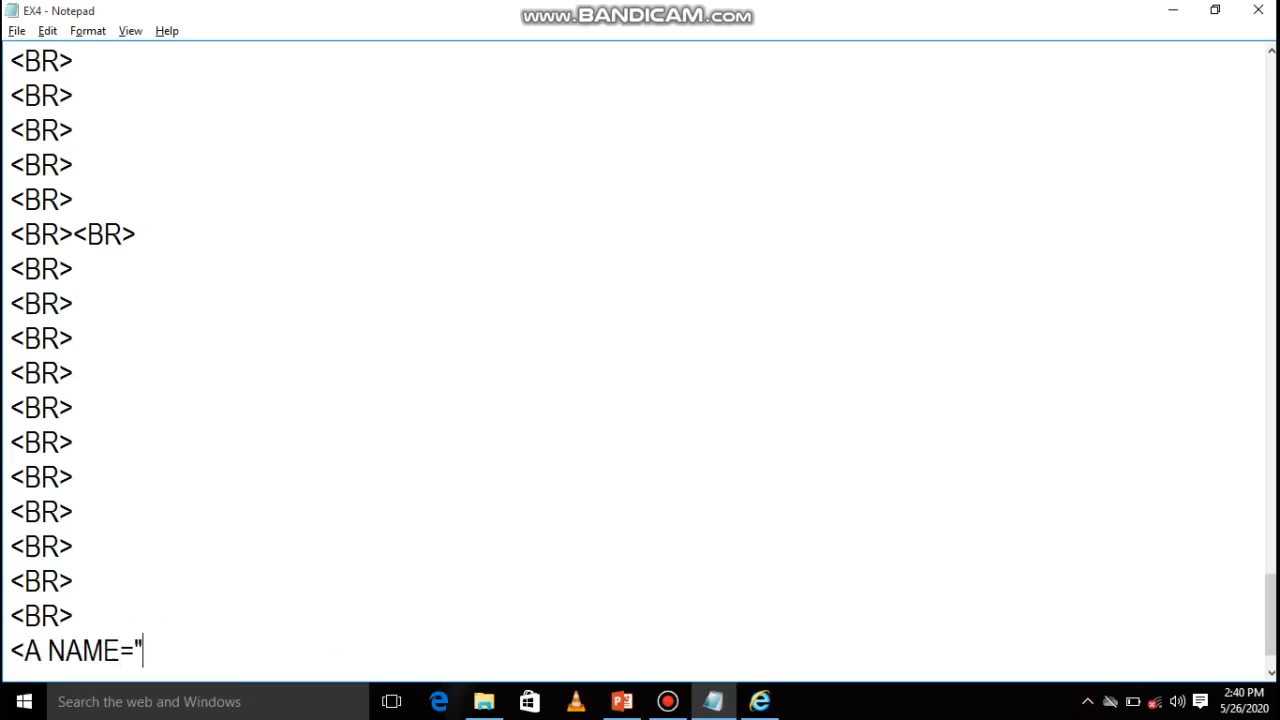 EX4 - Notepad
www.BANDICAM.com
File Edit Format View Help
<BR>
<BR>
<BR>
<BR>
<BR>
<BR><BR>
<BR>
<BR>
<BR>
<BR>
<BR>
<BR>
<BR>
<BR>
<BR>
<BR>
<BR>
<A NAME="
Search the web and Windows
2:40 PM
5/26/2020